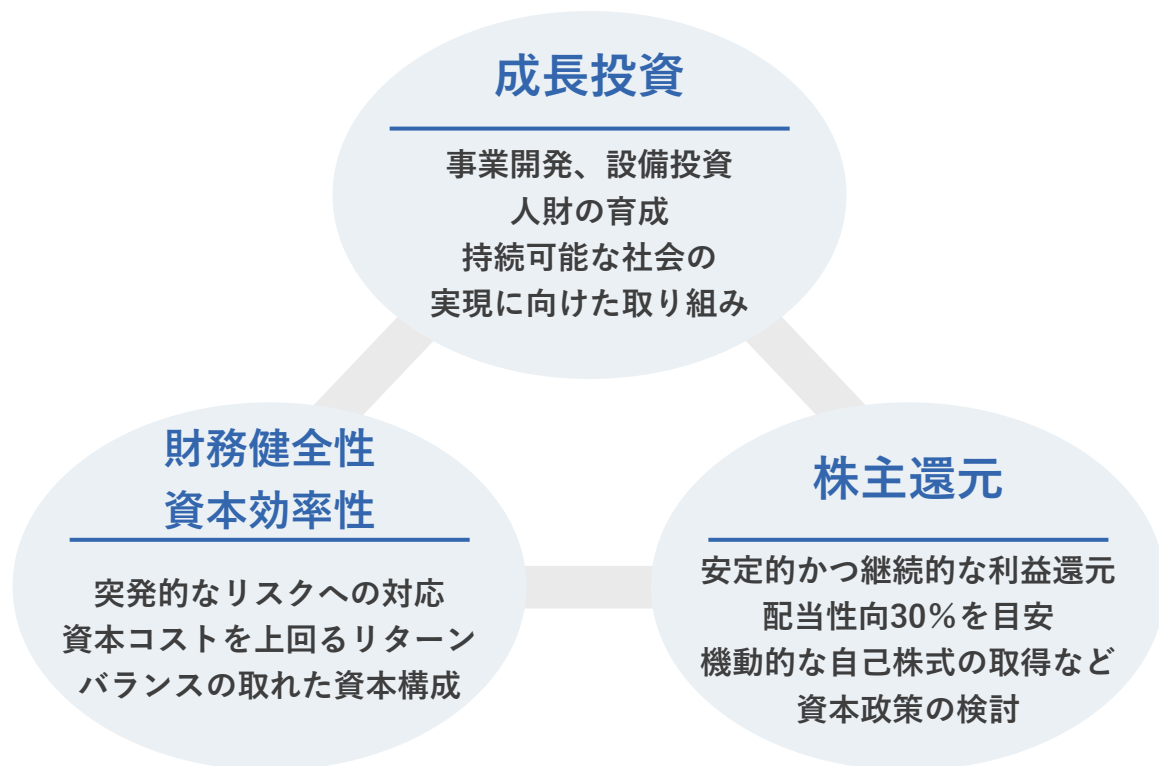 成長投資
事業開発、設備投資
人財の育成
持続可能な社会の
実現に向けた取り組み
財務健全性
資本効率性
突発的なリスクへの対応
資本コストを上回るリターン
バランスの取れた資本構成
株主還元
安定的かつ継続的な利益還元
配当性向30％を目安
機動的な自己株式の取得など
資本政策の検討